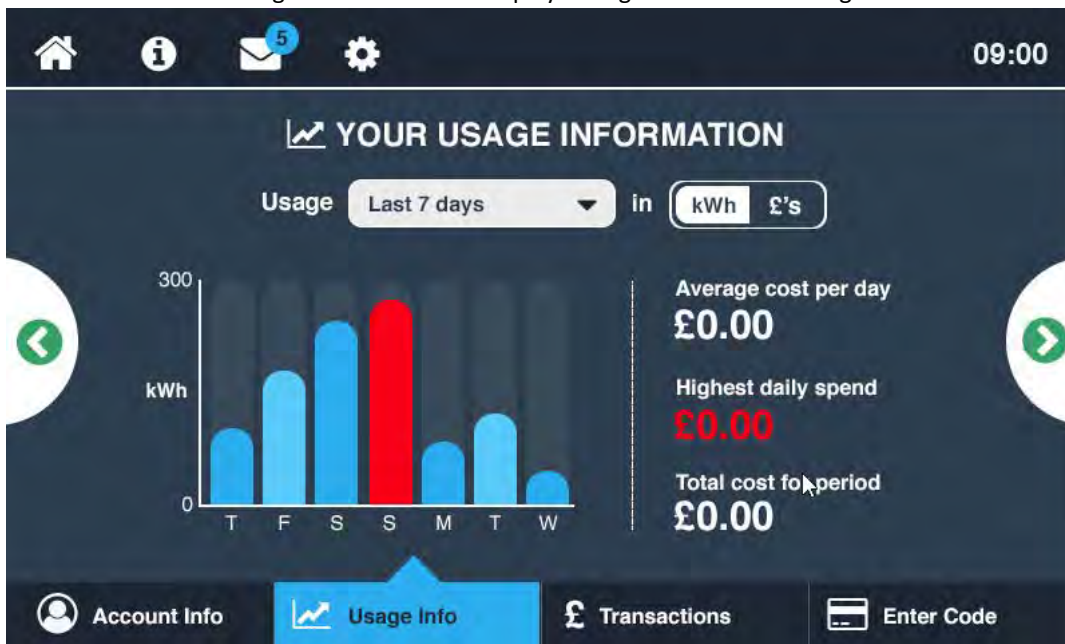 5
09:00
YOUR USAGE INFORMATION
Usage Last 7 days in kWh £'s
300
kWh
0
T F S S M T W
Average cost per day
£0.00
Highest daily spend
£0.00
Total cost for period
£0.00
Account Info Usage Info £ Transactions Enter Code